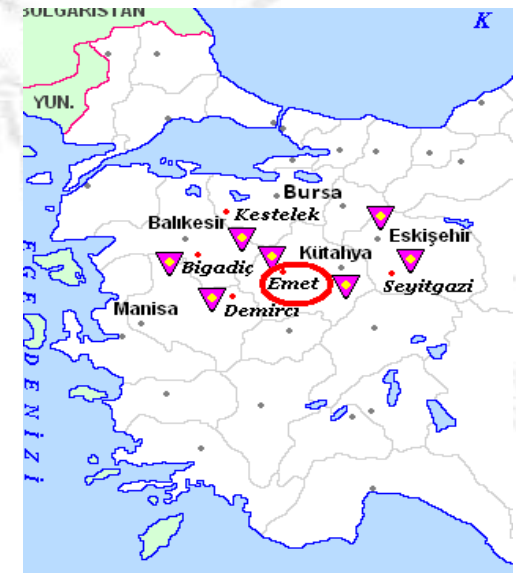 BULGARİSTAN
K
YUN.
Bursa
Kestelek
Balıkesir
Eskişehir
Kütahya
Bigadiç
Emet
Seyitgazi
Manisa
Demirci
EGE DENİZİ